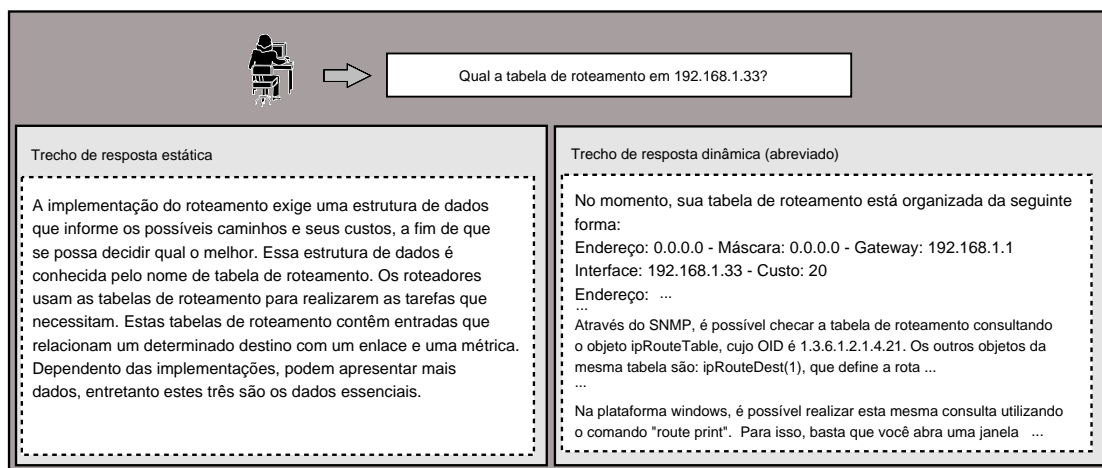 Qual a tabela de roteamento em 192.168.1.33?
Trecho de resposta estática
A implementação do roteamento exige uma estrutura de dados
que informe os possíveis caminhos e seus custos, a fim de que
se possa decidir qual o melhor. Essa estrutura de dados é
conhecida pelo nome de tabela de roteamento. Os roteadores
usam as tabelas de roteamento para realizarem as tarefas que
necessitam. Estas tabelas de roteamento contêm entradas que
relacionam um determinado destino com um enlace e uma métrica.
Dependento das implementações, podem apresentar mais
dados, entretanto estes três são os dados essenciais.
Trecho de resposta dinâmica (abreviado)
No momento, sua tabela de roteamento está organizada da seguinte
forma:
Endereço: 0.0.0.0 - Máscara: 0.0.0.0 - Gateway: 192.168.1.1
Interface: 192.168.1.33 - Custo: 20
Endereço: ...
...
Através do SNMP, é possível checar a tabela de roteamento consultando
o objeto ipRouteTable, cujo OID é 1.3.6.1.2.1.4.21. Os outros objetos da
mesma tabela são: ipRouteDest(1), que define a rota ...
...
Na plataforma windows, é possível realizar esta mesma consulta utilizando
o comando "route print". Para isso, basta que você abra uma janela ...